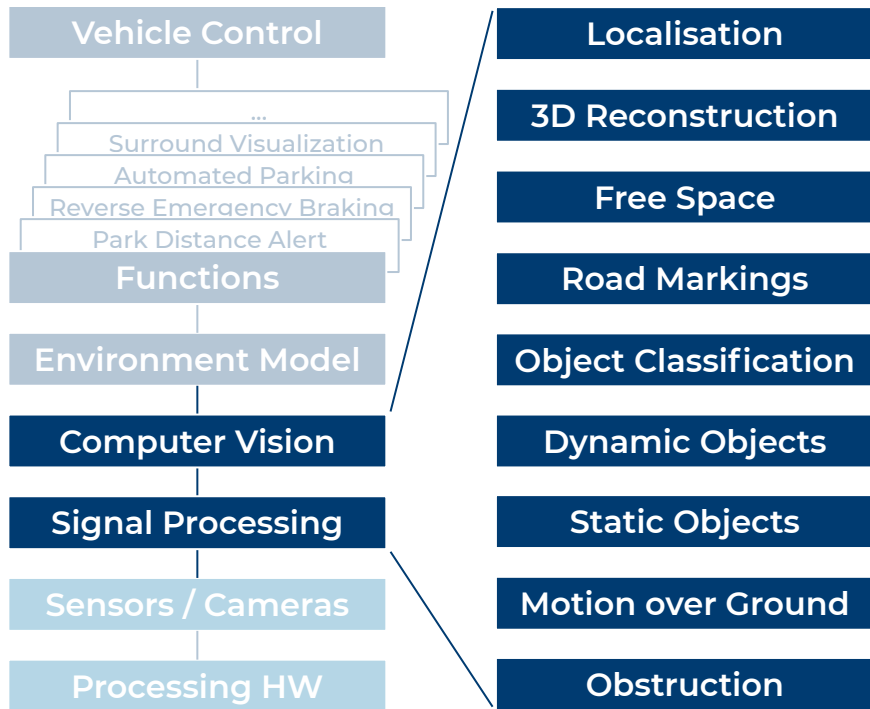 Vehicle Control
...
Surround Visualization
Automated Parking
Reverse Emergency Braking
Park Distance Alert
Functions
Environment Model
Computer Vision
Signal Processing
Sensors / Cameras
Processing HW
Localisation
3D Reconstruction
Free Space
Road Markings
Object Classification
Dynamic Objects
Static Objects
Motion over Ground
Obstruction